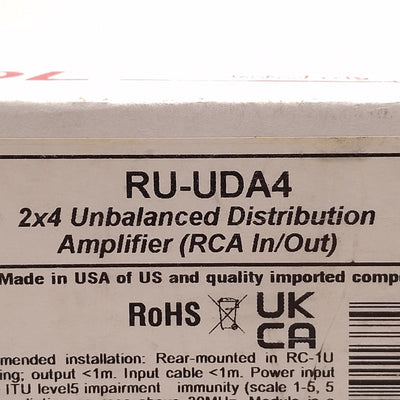 RU-UDA4
2x4 Unbalanced Distribution
Amplifier (RCA In/Out)
Made in USA of US and quality imported comp
RoHS UK
CA
mended installation: Rear-mounted in RC-1U
ing; output <1m. Input cable <1m. Power input
ITU level5 impairment immunity (scale 1-5, 5